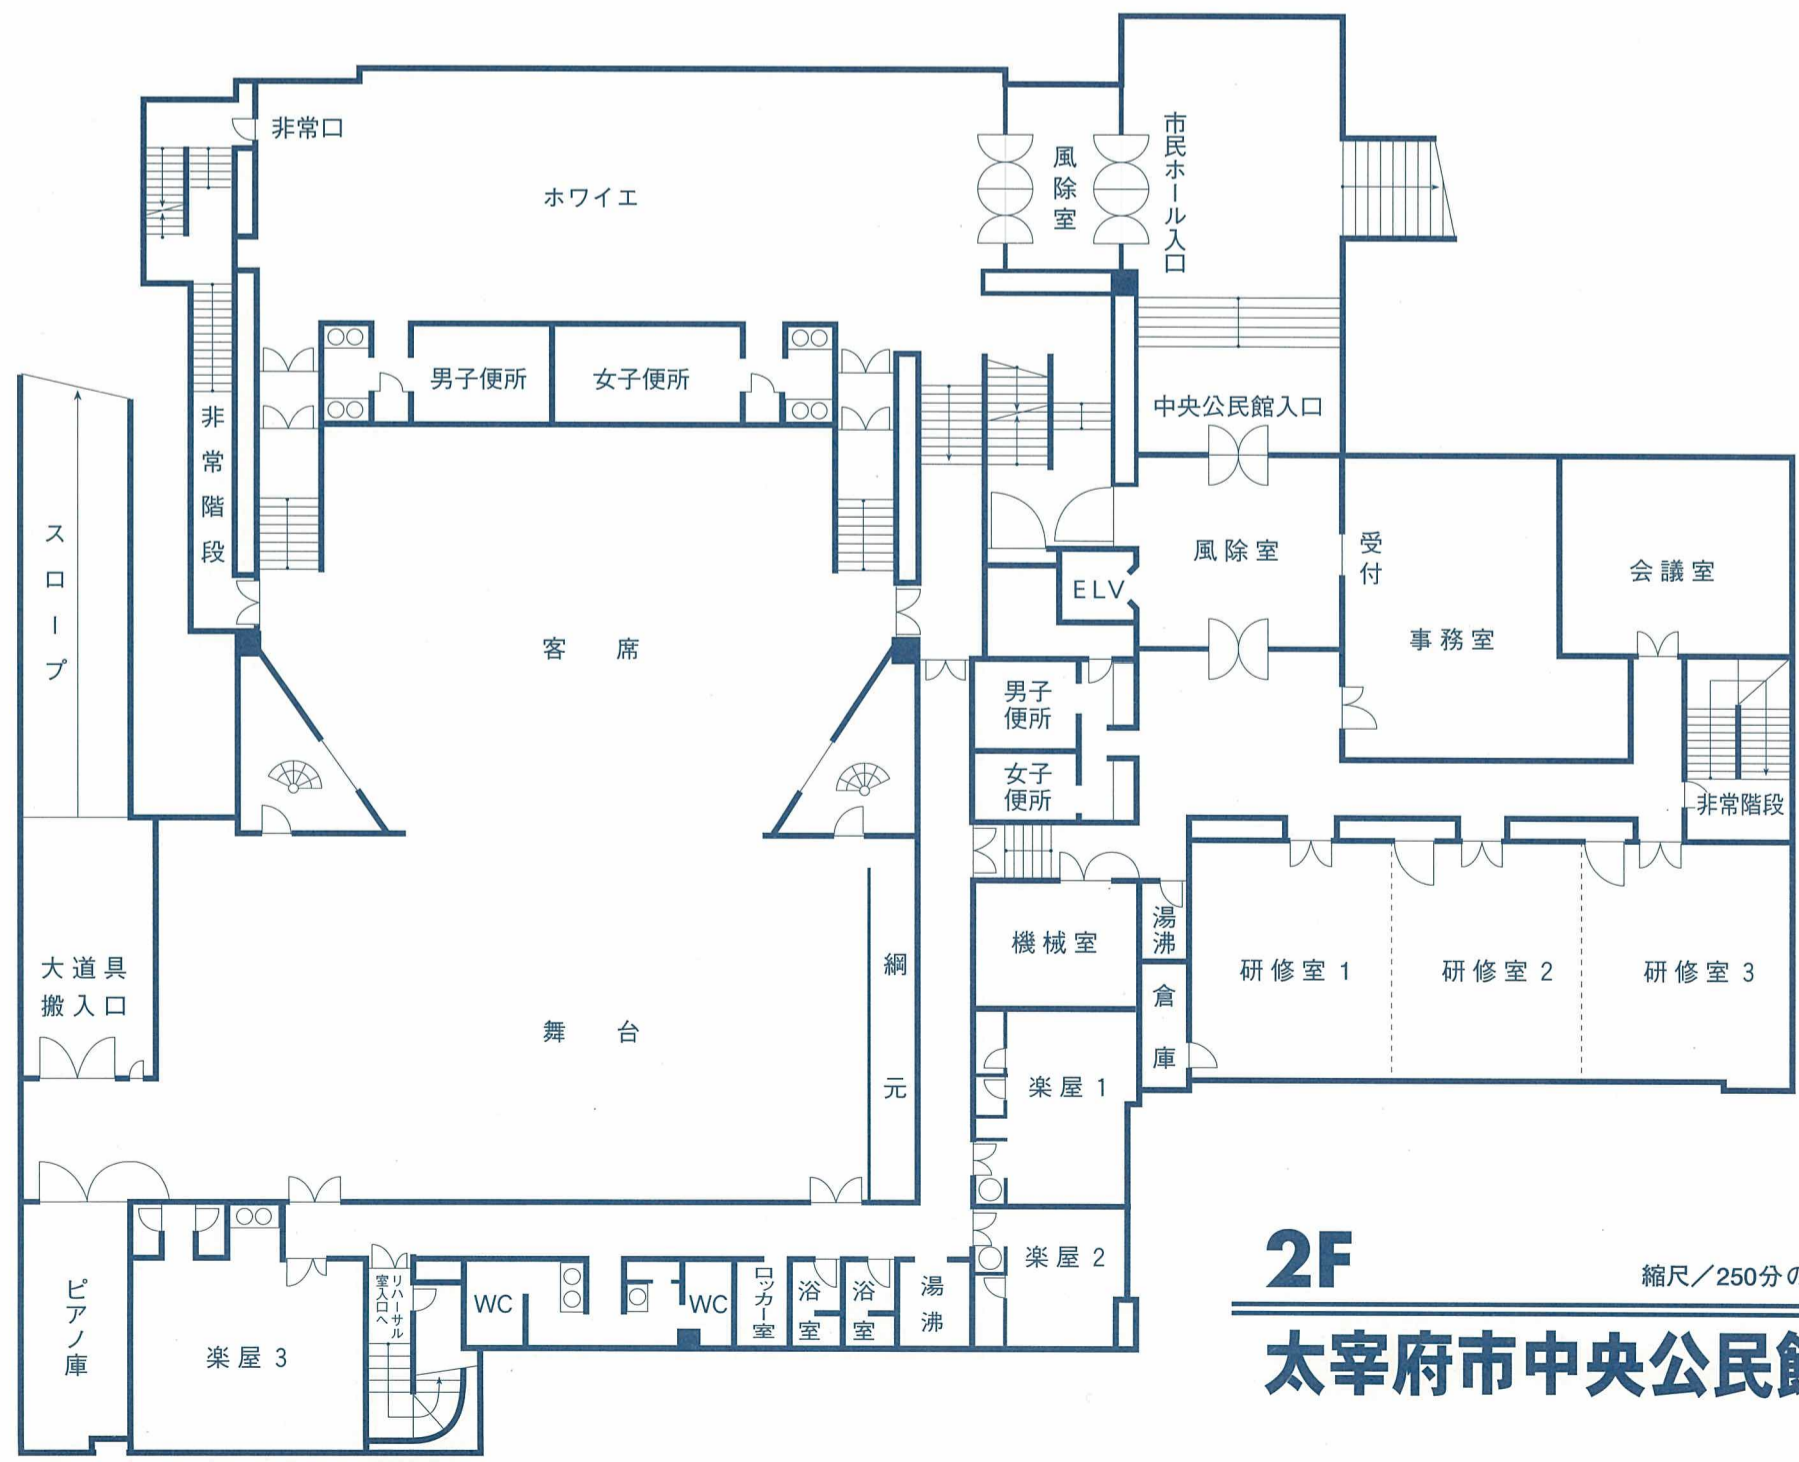 非常口
ホワイエ
風除室
市民ホール入口
男子便所
女子便所
中央公民館入口
非常階段
スロープ
客席
ELV
風除室
受付
事務室
会議室
男子
便所
女子
便所
非常階段
大道具
搬入口
舞台
綱元
機械室
湯沸
倉庫
研修室1
研修室2
研修室3
楽屋1
楽屋2
ピアノ庫
楽屋3
リハーサル
室入口へ
WC
WC
ロッカー室
浴室
浴室
湯沸
2F
縮尺/250分の
太宰府市中央公民館